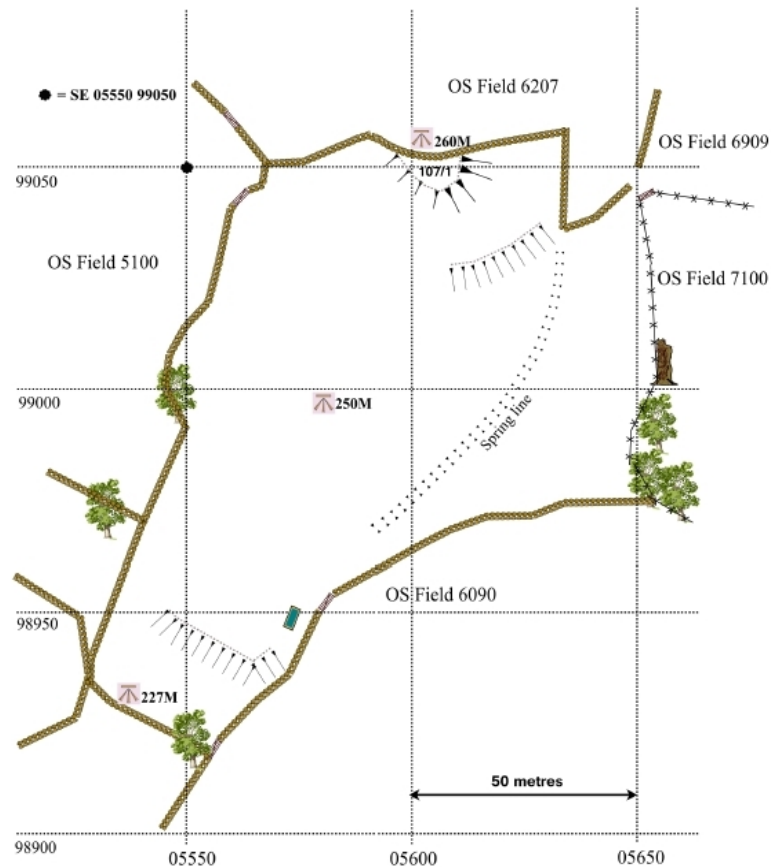 OS Field 6207
= SE 05550 99050
260M
OS Field 6909
99050
107/1
OS Field 5100
OS Field 7100
99000
250M
Spring line
OS Field 6090
98950
227M
50 metres
98900
05550
05600
05650